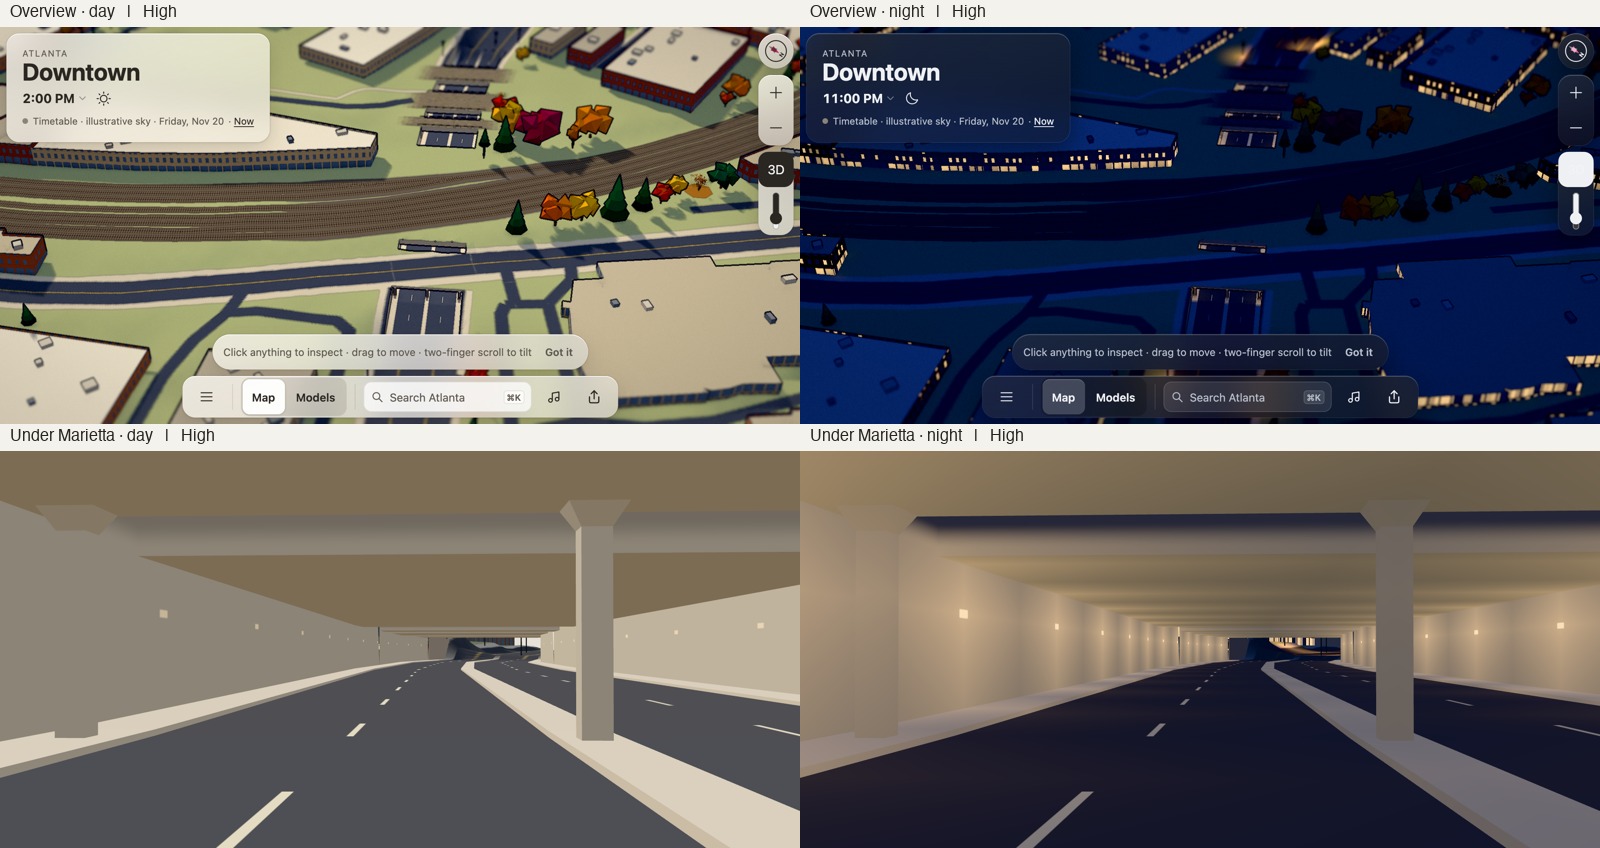 Overview · day | High
ATLANTA
Downtown
2:00 PM
Timetable · illustrative sky · Friday, Nov 20 · Now
3D
Click anything to inspect · drag to move · two-finger scroll to tilt Got it
Map Models Search Atlanta ⌘K
Overview · night | High
ATLANTA
Downtown
11:00 PM
Timetable · illustrative sky · Friday, Nov 20 · Now
Click anything to inspect · drag to move · two-finger scroll to tilt Got it
Map Models Search Atlanta ⌘K
Under Marietta · day | High
Under Marietta · night | High